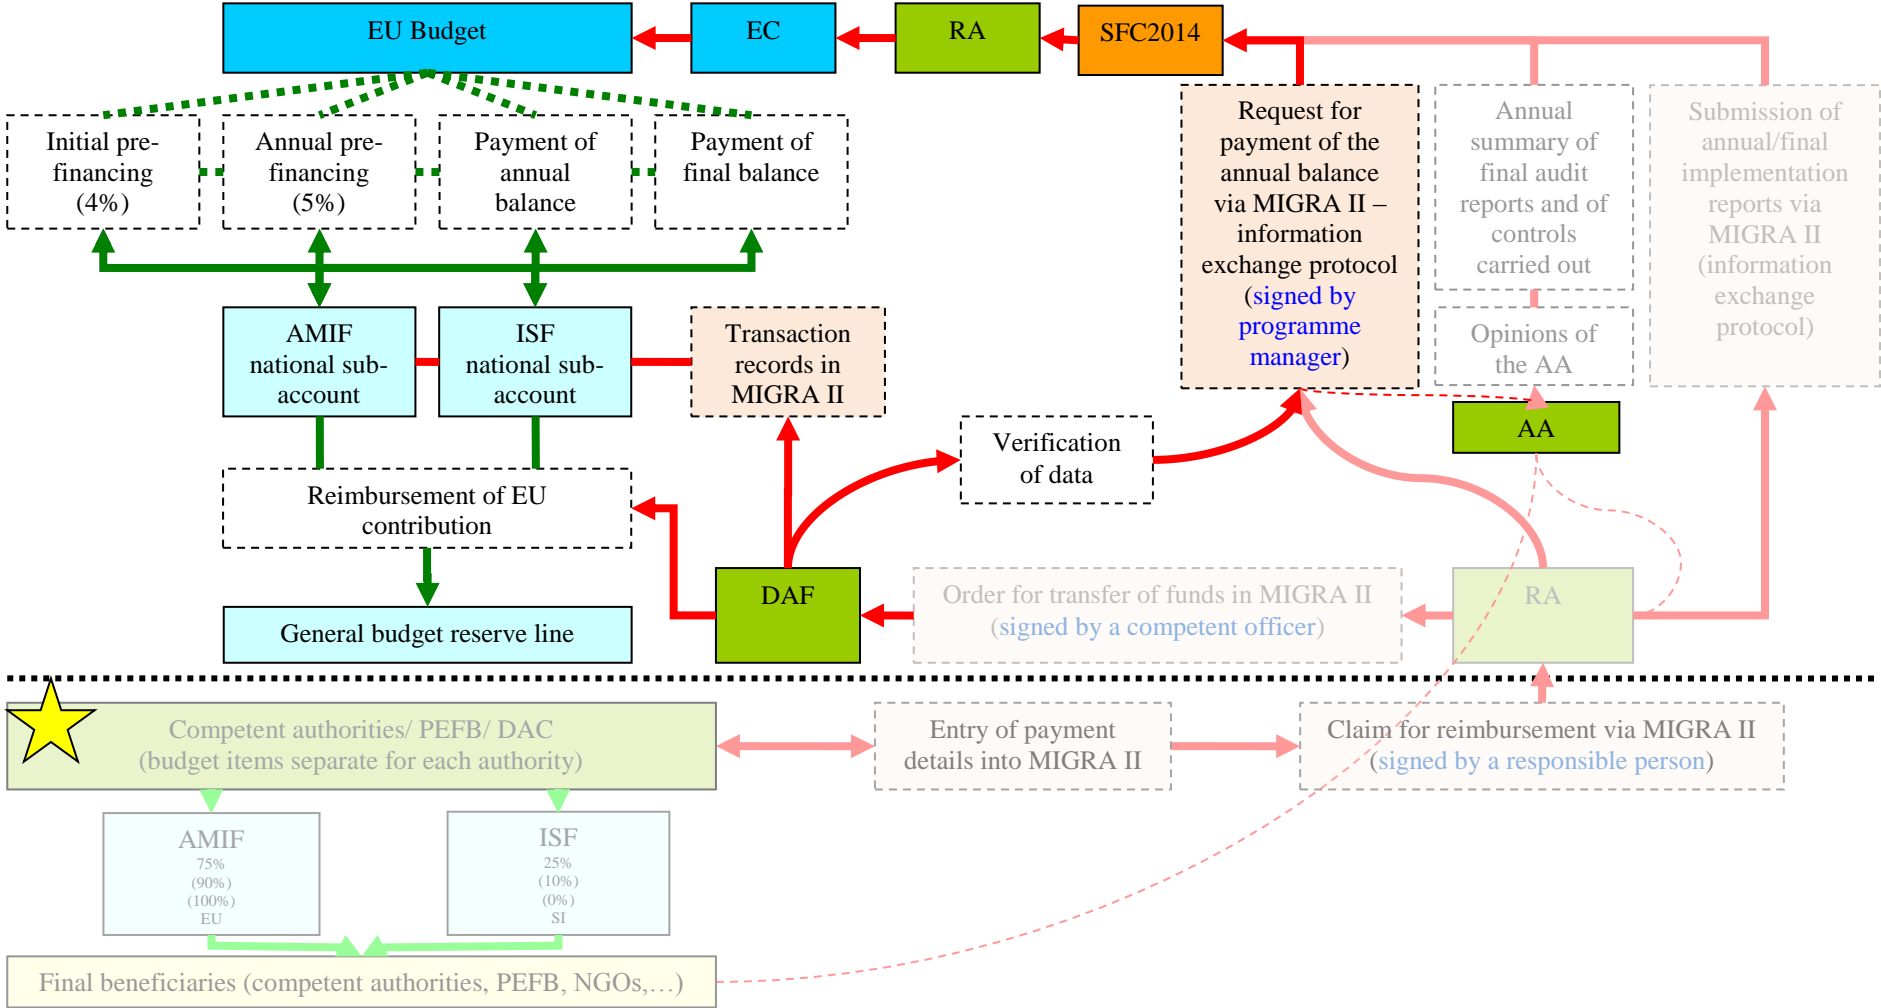 EU Budget
EC
RA
SFC2014
Initial pre-
financing
(4%)
Annual pre-
financing
(5%)
Payment of
annual
balance
Payment of
final balance
Request for
payment of the
annual balance
via MIGRA II –
information
exchange protocol
(signed by
programme
manager)
Annual
summary of
final audit
reports and of
controls
carried out
Submission of
annual/final
implementation
reports via
MIGRA II
(information
exchange
protocol)
Opinions of
the AA
AMIF
national sub-
account
ISF
national sub-
account
Transaction
records in
MIGRA II
AA
Verification
of data
Reimbursement of EU
contribution
DAF
Order for transfer of funds in MIGRA II
(signed by a competent officer)
RA
General budget reserve line
Competent authorities/ PEFB/ DAC
(budget items separate for each authority)
Entry of payment
details into MIGRA II
Claim for reimbursement via MIGRA II
(signed by a responsible person)
AMIF
75%
(90%)
(100%)
EU
ISF
25%
(10%)
(0%)
SI
Final beneficiaries (competent authorities, PEFB, NGOs,…)